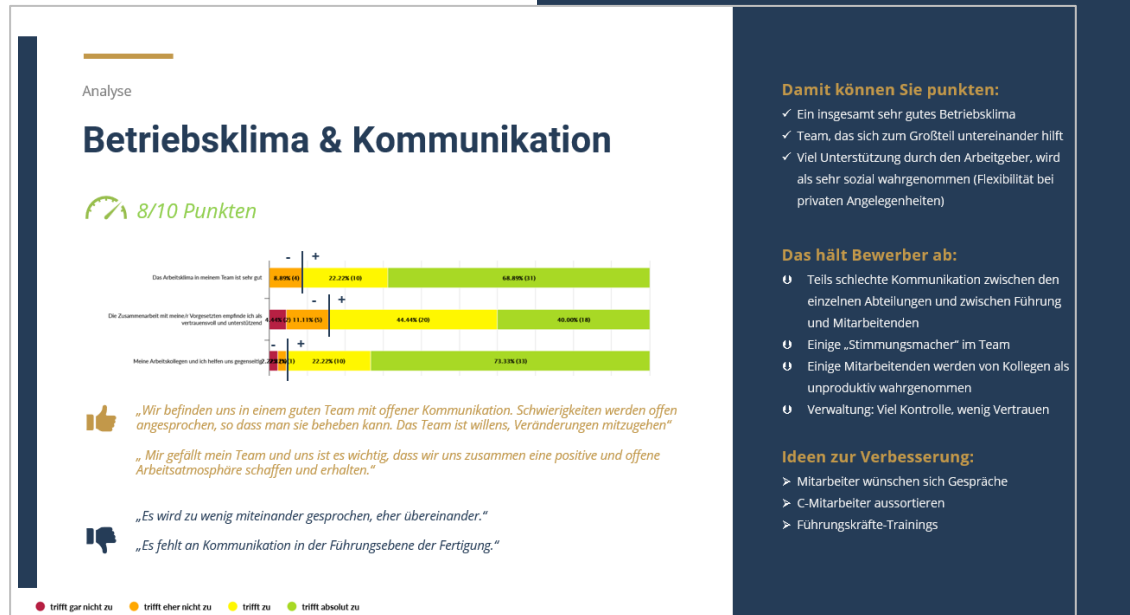 Analyse
Betriebsklima & Kommunikation
8/10 Punkten
- +
Das Arbeitsklima in meinem Team ist sehr gut
8.89% (4) 22.22% (10) 68.89% (31)
- +
Die Zusammenarbeit mit meine/r Vorgesetzten empfinde ich als
vertrauensvoll und unterstützend
4.44% (2) 11.11% (5) 44.44% (20) 40.00% (18)
- +
Meine Arbeitskollegen und ich helfen uns gegenseitig
22.22% (10) 73.33% (33)
„Wir befinden uns in einem guten Team mit offener Kommunikation. Schwierigkeiten werden offen
angesprochen, so dass man sie beheben kann. Das Team ist willens, Veränderungen mitzugehen“
„ Mir gefällt mein Team und uns ist es wichtig, dass wir uns zusammen eine positive und offene
Arbeitsatmosphäre schaffen und erhalten.“
„Es wird zu wenig miteinander gesprochen, eher übereinander.“
„Es fehlt an Kommunikation in der Führungsebene der Fertigung.“
trifft gar nicht zu trifft eher nicht zu trifft zu trifft absolut zu
Damit können Sie punkten:
✓ Ein insgesamt sehr gutes Betriebsklima
✓ Team, das sich zum Großteil untereinander hilft
✓ Viel Unterstützung durch den Arbeitgeber, wird
als sehr sozial wahrgenommen (Flexibilität bei
privaten Angelegenheiten)
Das hält Bewerber ab:
Teils schlechte Kommunikation zwischen den
einzelnen Abteilungen und zwischen Führung
und Mitarbeitenden
Einige „Stimmungsmacher“ im Team
Einige Mitarbeitenden werden von Kollegen als
unproduktiv wahrgenommen
Verwaltung: Viel Kontrolle, wenig Vertrauen
Ideen zur Verbesserung:
➢ Mitarbeiter wünschen sich Gespräche
➢ C-Mitarbeiter aussortieren
➢ Führungskräfte-Trainings